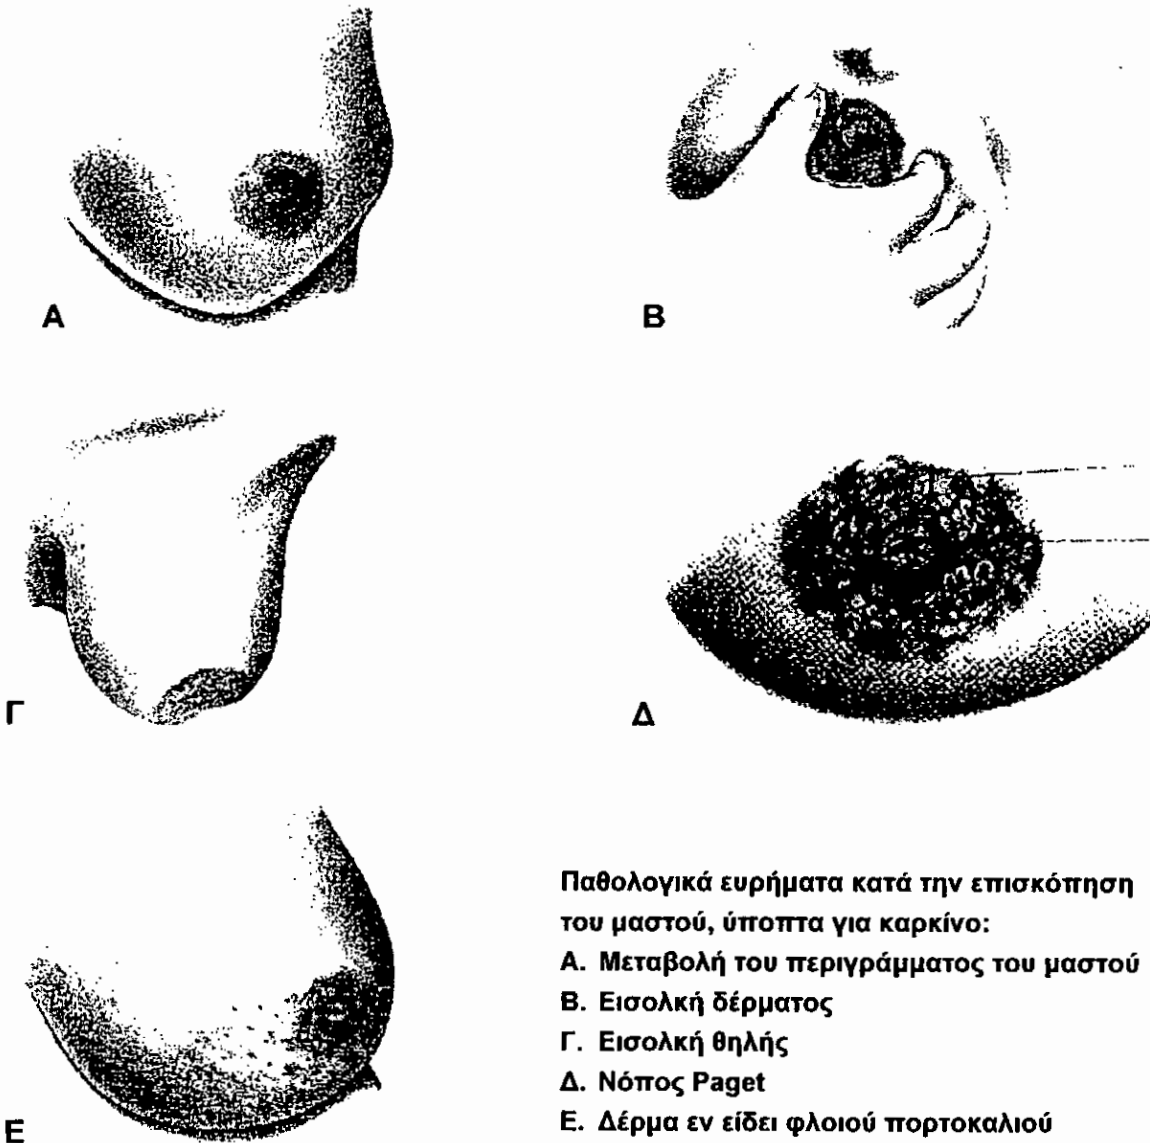 Α
Β
Γ
Δ
Ε
Παθολογικά ευρήματα κατά την επισκόπηση
του μαστού, ύποπτα για καρκίνο:
Α. Μεταβολή του περιγράμματος του μαστού
Β. Εισολκή δέρματος
Γ. Εισολκή θηλής
Δ. Νόπος Paget
Ε. Δέρμα εν είδει φλοιού πορτοκαλιού